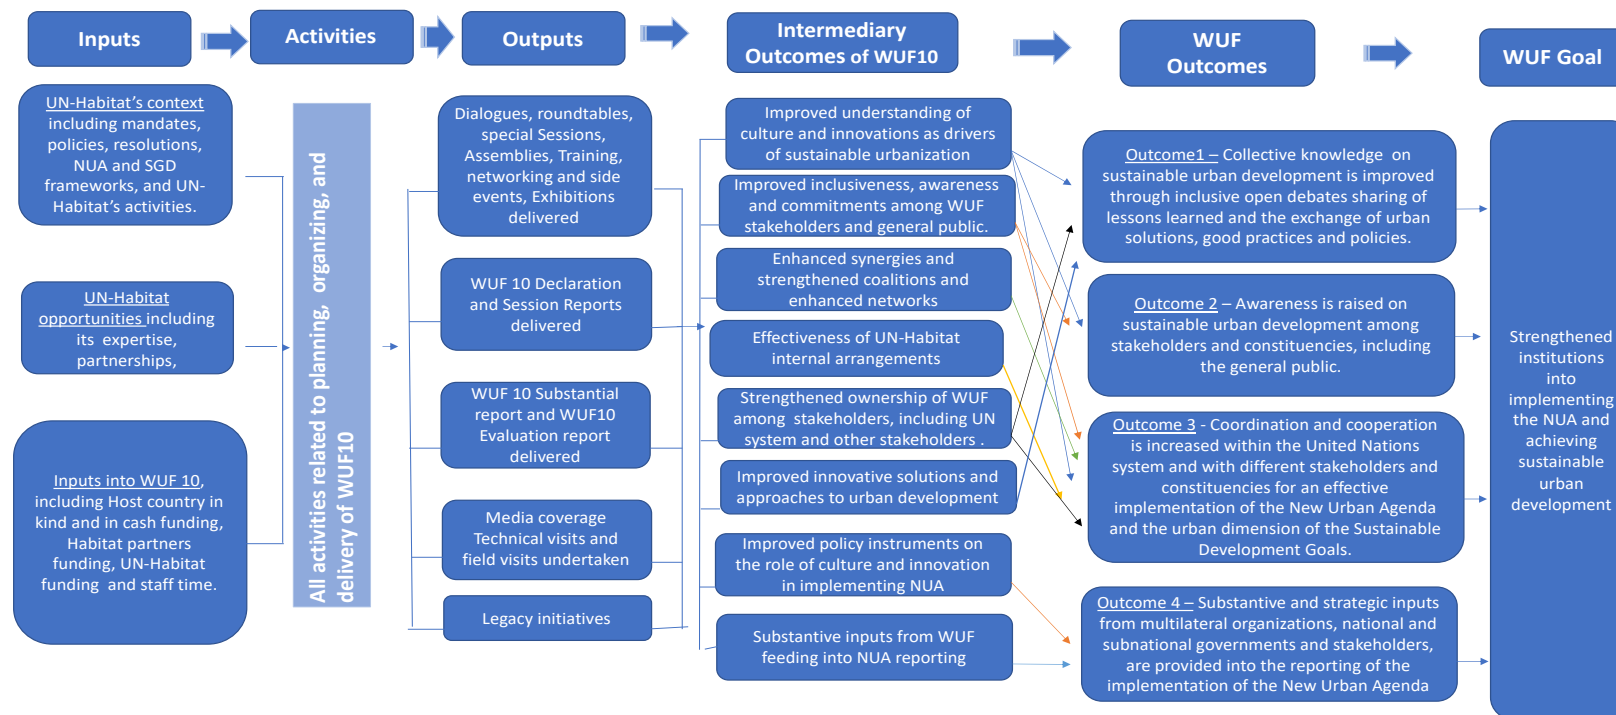 Inputs
Activities
Outputs
Intermediary
Outcomes of WUF10
WUF
Outcomes
WUF Goal
UN-Habitat's context
including mandates,
policies, resolutions,
NUA and SGD
frameworks, and UN-
Habitat's activities.
UN-Habitat
opportunities including
its expertise,
partnerships,
Inputs into WUF 10,
including Host country in
kind and in cash funding,
Habitat partners
funding, UN-Habitat
funding and staff time.
All activities related to planning, organizing, and
delivery of WUF10
Dialogues, roundtables,
special Sessions,
Assemblies, Training,
networking and side
events, Exhibitions
delivered
WUF 10 Declaration
and Session Reports
delivered
WUF 10 Substantial
report and WUF10
Evaluation report
delivered
Media coverage
Technical visits and
field visits undertaken
Legacy initiatives
Improved understanding of
culture and innovations as drivers
of sustainable urbanization
Improved inclusiveness, awareness
and commitments among WUF
stakeholders and general public.
Enhanced synergies and
strengthened coalitions and
enhanced networks
Effectiveness of UN-Habitat
internal arrangements
Strengthened ownership of WUF
among stakeholders, including UN
system and other stakeholders .
Improved innovative solutions and
approaches to urban development
Improved policy instruments on
the role of culture and innovation
in implementing NUA
Substantive inputs from WUF
feeding into NUA reporting
Outcome1 – Collective knowledge on
sustainable urban development is improved
through inclusive open debates sharing of
lessons learned and the exchange of urban
solutions, good practices and policies.
Outcome 2 – Awareness is raised on
sustainable urban development among
stakeholders and constituencies, including
the general public.
Outcome 3 - Coordination and cooperation
is increased within the United Nations
system and with different stakeholders and
constituencies for an effective
implementation of the New Urban Agenda
and the urban dimension of the Sustainable
Development Goals.
Outcome 4 – Substantive and strategic inputs
from multilateral organizations, national and
subnational governments and stakeholders,
are provided into the reporting of the
implementation of the New Urban Agenda
Strengthened
institutions
into
implementing
the NUA and
achieving
sustainable
urban
development